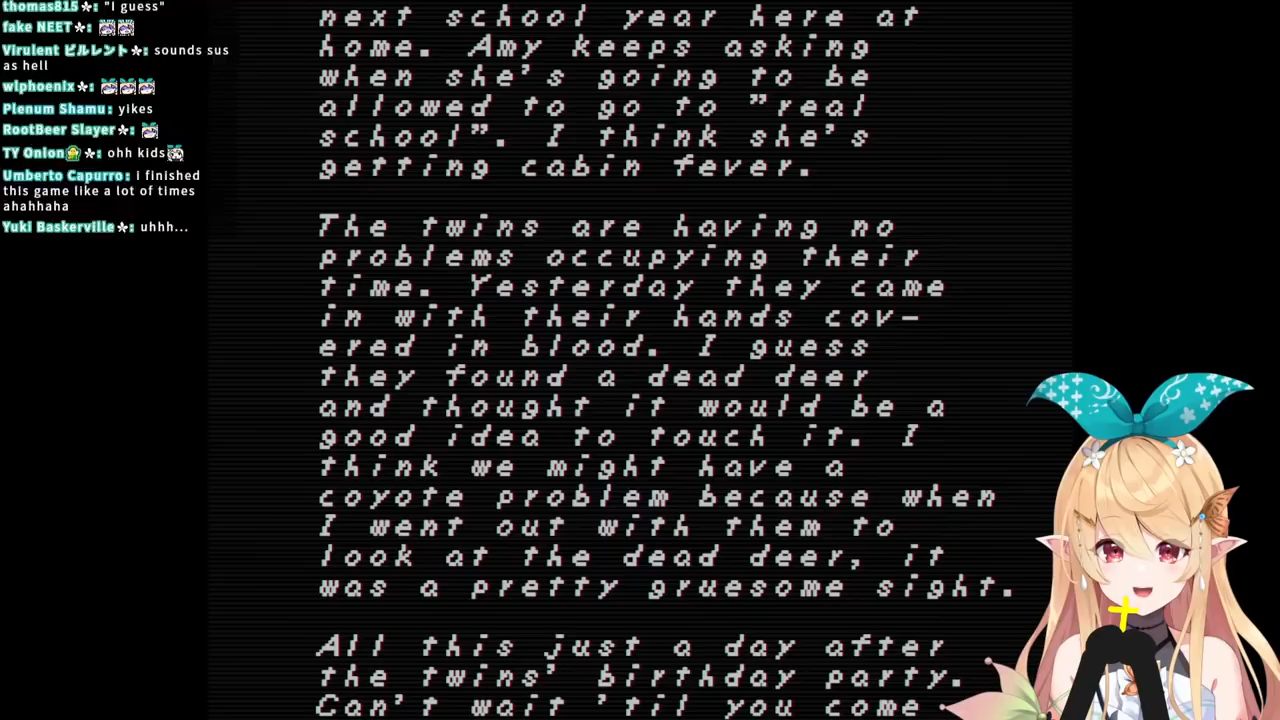 thomas815: "I guess"
fake NEET:
Virulent ビルレント: sounds sus
as hell
wlphoenix:
Plenum Shamu: yikes
RootBeer Slayer:
TY Onion: ohh kids
Umberto Capurro: i finished
this game like a lot of times
ahahhaha
Yuki Baskerville: uhhh...
next school year here at
home. Amy keeps asking
when she's going to be
allowed to go to "real
school". I think she's
getting cabin fever.
The twins are having no
problems occupying their
time. Yesterday they came
in with their hands cov-
ered in blood. I guess
they found a dead deer
and thought it would be a
good idea to touch it. I
think we might have a
coyote problem because when
I went out with them to
look at the dead deer, it
was a pretty gruesome sight.
All this just a day after
the twins' birthday party.
Can't wait 'til you come